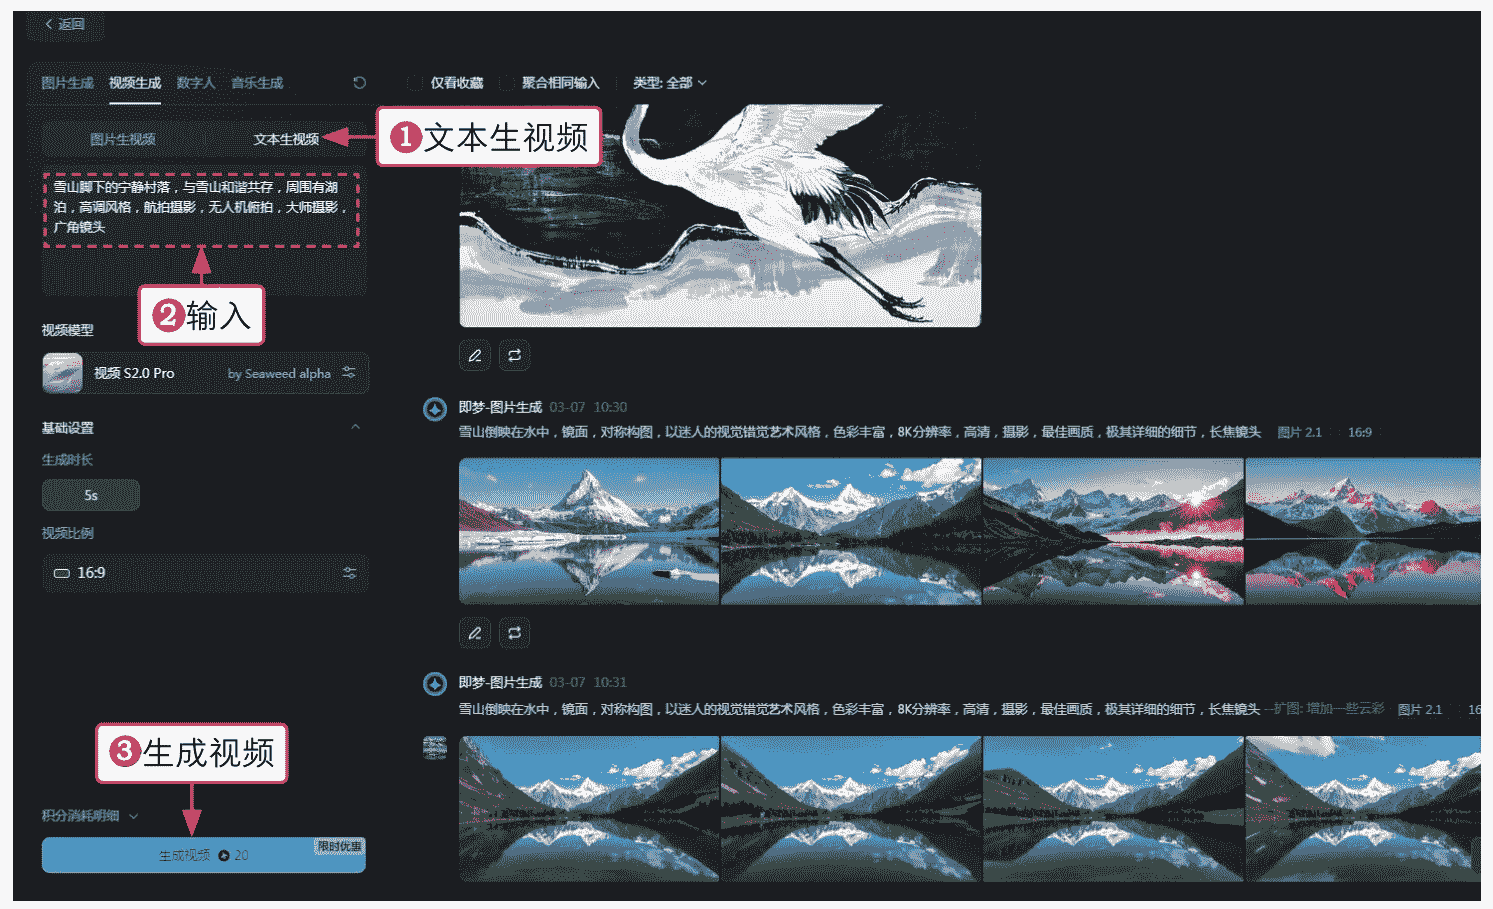 返回
图片生成 视频生成 数字人 音乐生成
仅看收藏 聚合相同输入 类型: 全部
图片生视频 文本生视频
1文本生视频
雪山脚下的宁静村落，与雪山和谐共存，周围有湖
泊，高调风格，航拍摄影，无人机俯拍，大师摄影，
广角镜头
2输入
视频模型
视频 S2.0 Pro by Seaweed alpha
基础设置
生成时长
5s
视频比例
16:9
3生成视频
积分消耗明细
生成视频 20 限时优惠
即梦-图片生成 03-07 10:30
雪山倒映在水中，镜面，对称构图，以迷人的视觉错觉艺术风格，色彩丰富，8K分辨率，高清，摄影，最佳画质，极其详细的细节，长焦镜头 图片 2.1 16:9
即梦-图片生成 03-07 10:31
雪山倒映在水中，镜面，对称构图，以迷人的视觉错觉艺术风格，色彩丰富，8K分辨率，高清，摄影，最佳画质，极其详细的细节，长焦镜头 --扩图: 增加一些云彩 图片 2.1 16